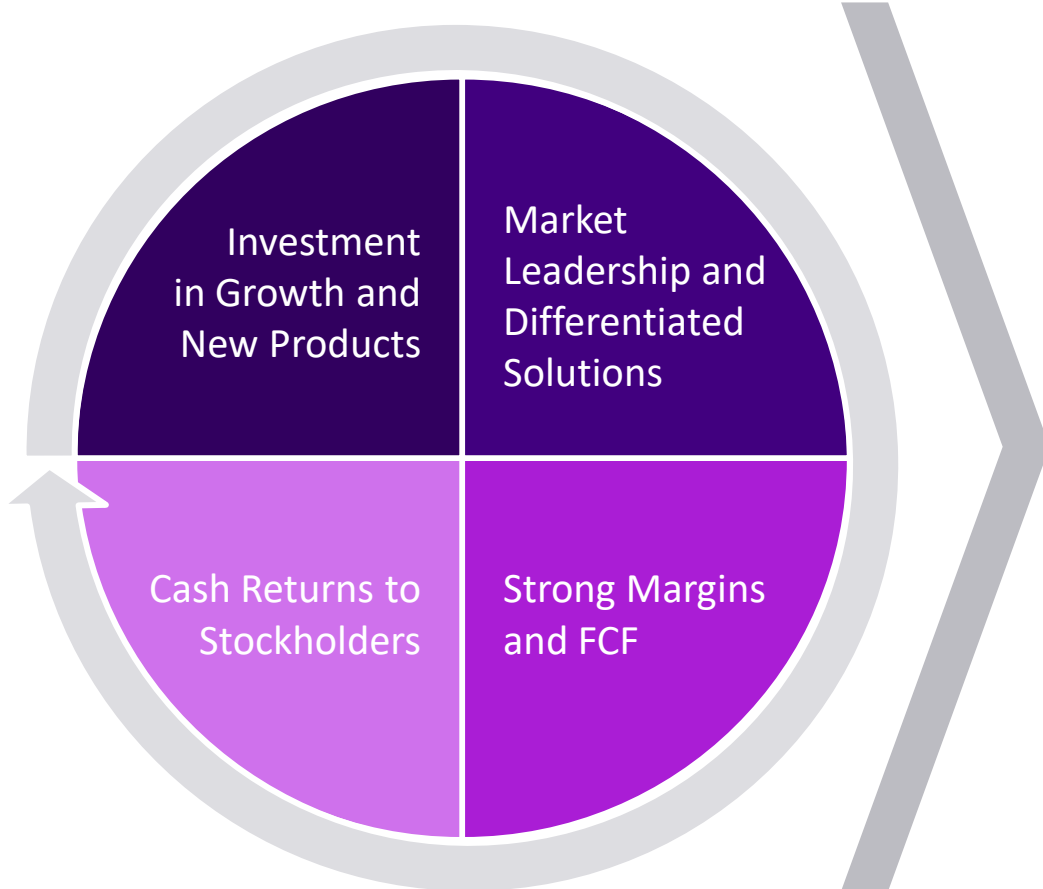 Investment
in Growth and
New Products
Market
Leadership and
Differentiated
Solutions
Cash Returns to
Stockholders
Strong Margins
and FCF